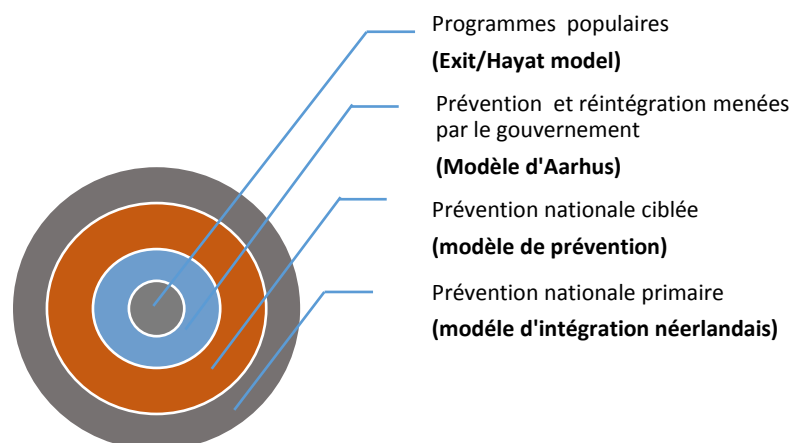 Programmes populaires
(Exit/Hayat model)
Prévention et réintégration menées
par le gouvernement
(Modèle d'Aarhus)
Prévention nationale ciblée
(modèle de prévention)
Prévention nationale primaire
(modéle d'intégration néerlandais)